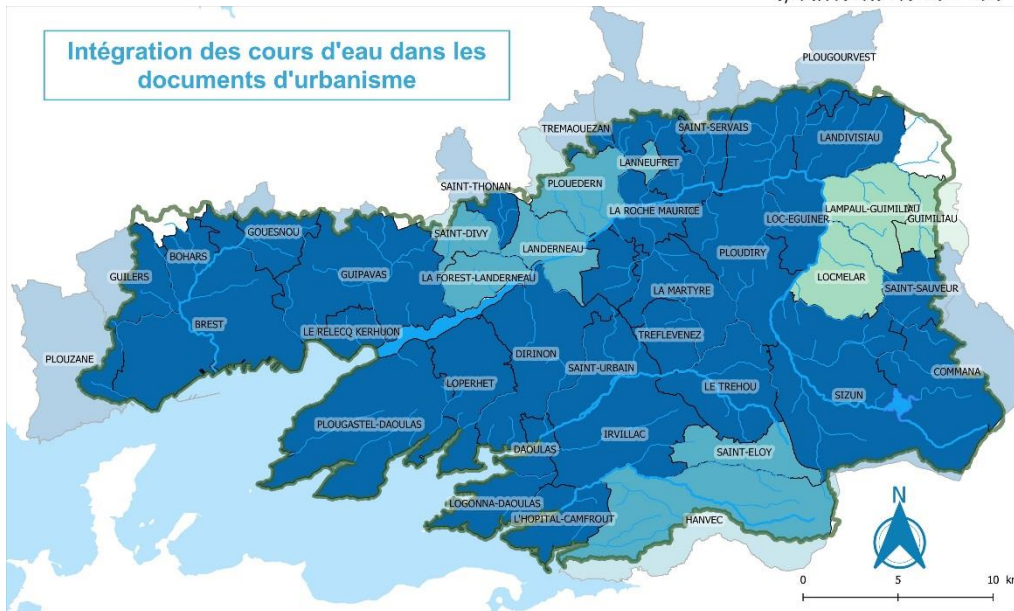 Intégration des cours d'eau dans les
documents d'urbanisme
PLOUGOURVEST
TREMAOUEZAN
SAINT-SERVAIS
LANDIVISIAU
LANNEUFRET
SAINT-THONAN
PLOUEDERN
LAMPAUL-GUIMILIAU
GUIMILIAU
LA ROCHE MAURICE
LOC-EGUINER
SAINT-DIVY
GOUESNOU
LANDERNEAU
BOHARS
PLOUDIRY
GUILERS
GUIPAVAS
LA FOREST-LANDERNEAU
LOCMELAR
SAINT-SAUVEUR
LA MARTYRE
BREST
LE RELECQ KERHUON
TREFLEVENEZ
PLOUZANE
DIRINON
SAINT-URBAIN
COMMANA
LOPERHET
LE TREHOU
SIZUN
PLOUGASTEL-DAOULAS
IRVILLAC
DAOULAS
SAINT-ELOY
LOGONNA-DAOULAS
L'HOPITAL-CAMFROUT
HANVEC
N
0 5 10 km